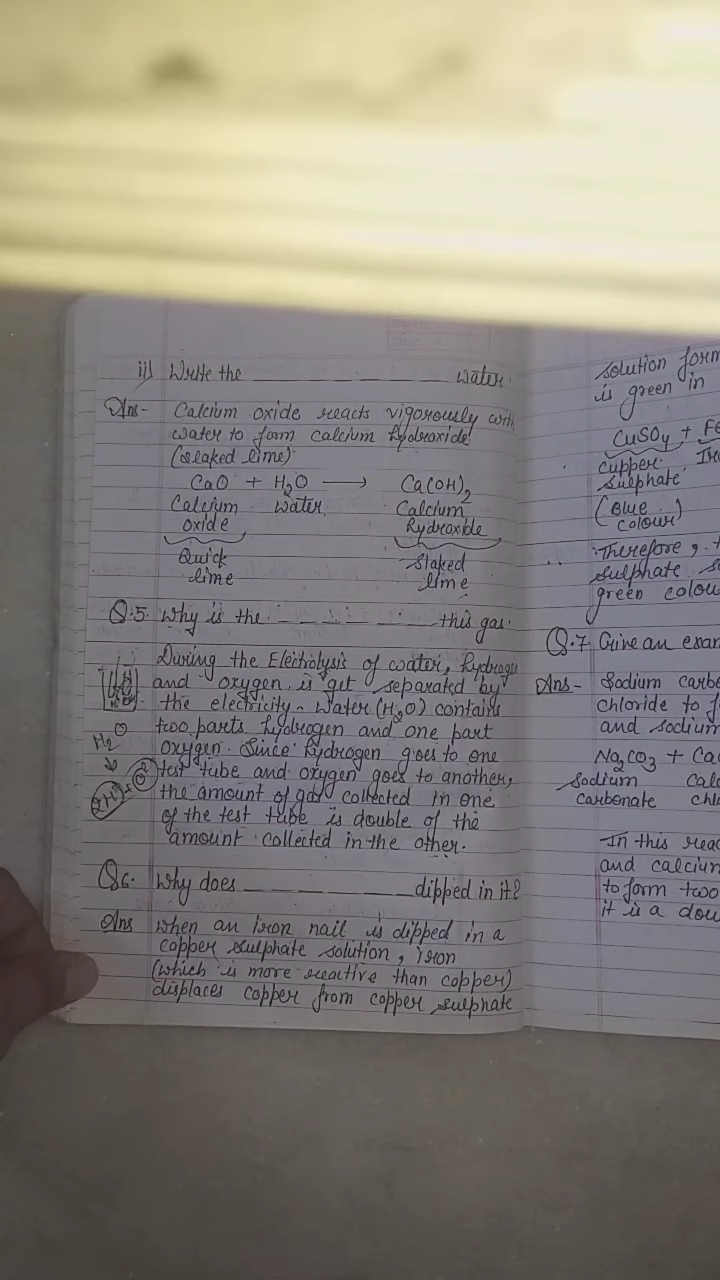 ii) Write the ____________ water.
Ans- Calcium oxide reacts vigorously with
water to form calcium hydroxide
(slaked lime)
CaO + H₂O → Ca(OH)₂
Calcium water Calcium
oxide Hydroxide
Quick Slaked
lime lime
Q.5. Why is the ____________ this gas.
During the Electrolysis of water, hydrogen
and oxygen is get separated by
the electricity. Water (H₂O) contains
two parts hydrogen and one part
oxygen. Since hydrogen goes to one
test tube and oxygen goes to another,
the amount of gas collected in one
of the test tube is double of the
amount collected in the other.
H₂O
Q6. Why does ____________ dipped in it?
Ans when an iron nail is dipped in a
copper sulphate solution, iron
(which is more reactive than copper)
displaces copper from copper sulphate
solution form
is green in
CuSO₄ + Fe
cupper
sulphate
(Blue
colour)
Therefore,
sulphate
green colou
Q.7. Give an exam
Ans- Sodium carb
chloride to f
and sodium
Na₂CO₃ + Ca
Sodium calc
carbonate chl
In this reac
and calcium
to form two
it is a dou